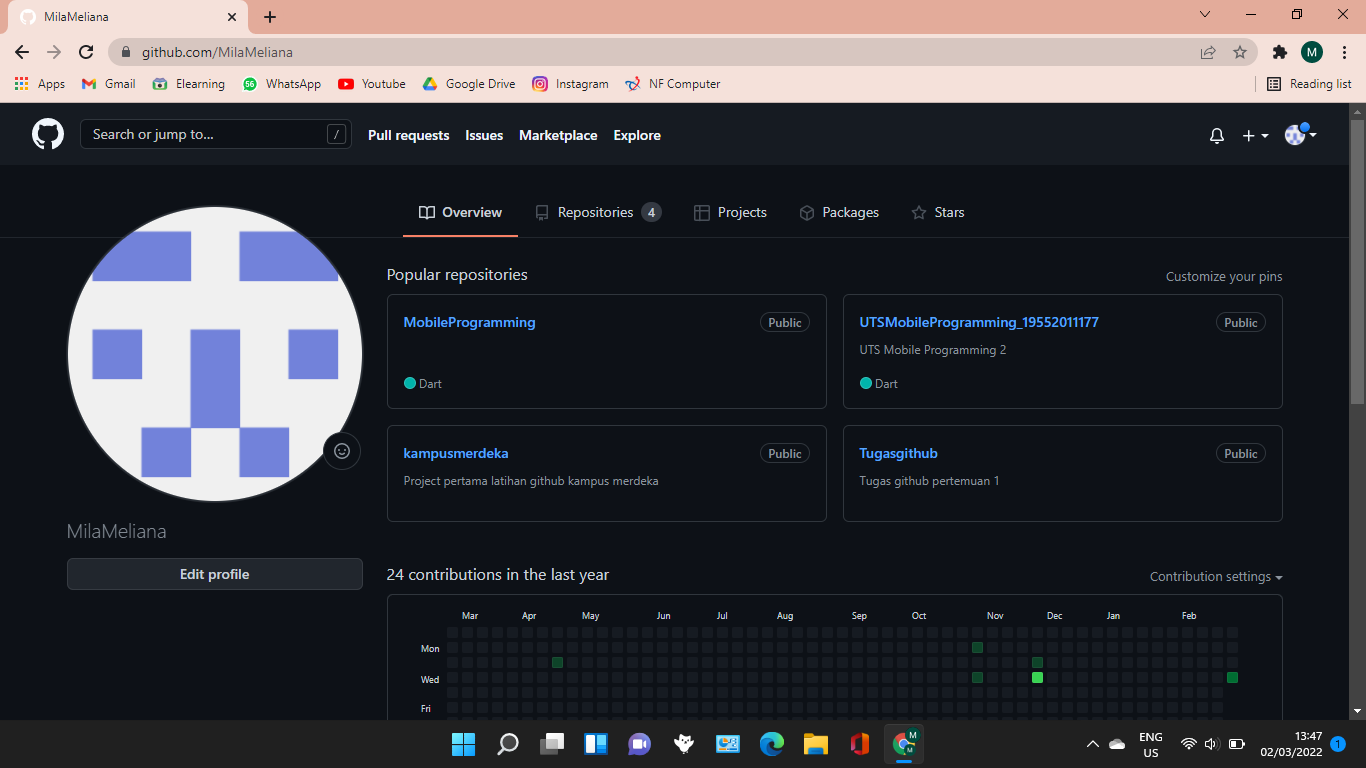 MilaMeliana
github.com/MilaMeliana
M
Apps
Gmail
Elearning
56
WhatsApp
Youtube
Google Drive
Instagram
NF Computer
Reading list
Search or jump to...
/
Pull requests
Issues
Marketplace
Explore
Overview
Repositories 4
Projects
Packages
Stars
Popular repositories
Customize your pins
MobileProgramming
Public
Dart
UTSMobileProgramming_19552011177
Public
UTS Mobile Programming 2
Dart
kampusmerdeka
Public
Project pertama latihan github kampus merdeka
Tugasgithub
Public
Tugas github pertemuan 1
MilaMeliana
Edit profile
24 contributions in the last year
Contribution settings
Mar Apr May Jun Jul Aug Sep Oct Nov Dec Jan Feb
Mon
Wed
Fri
M
ENG
US
13:47
02/03/2022
1